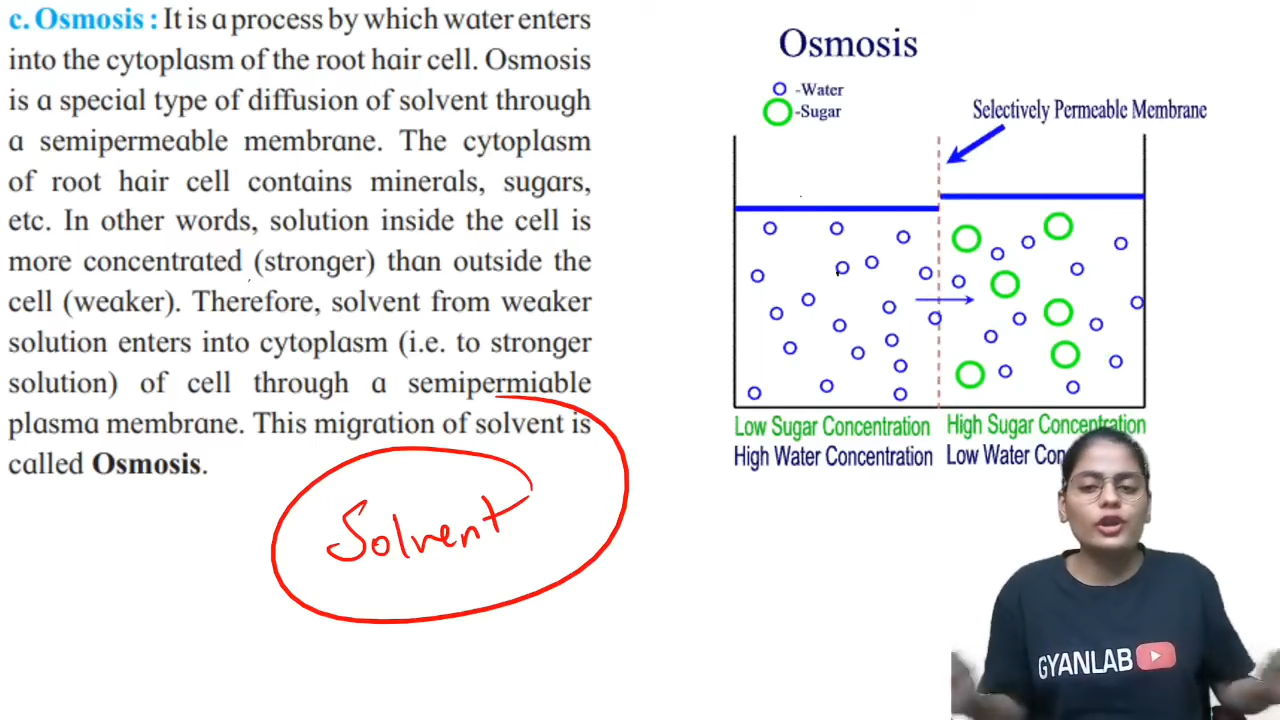 c. Osmosis : It is a process by which water enters
into the cytoplasm of the root hair cell. Osmosis
is a special type of diffusion of solvent through
a semipermeable membrane. The cytoplasm
of root hair cell contains minerals, sugars,
etc. In other words, solution inside the cell is
more concentrated (stronger) than outside the
cell (weaker). Therefore, solvent from weaker
solution enters into cytoplasm (i.e. to stronger
solution) of cell through a semipermiable
plasma membrane. This migration of solvent is
called Osmosis.
Solvent
Osmosis
-Water
-Sugar
Selectively Permeable Membrane
Low Sugar Concentration
High Water Concentration
High Sugar Concentration
Low Water Con
GYANLAB